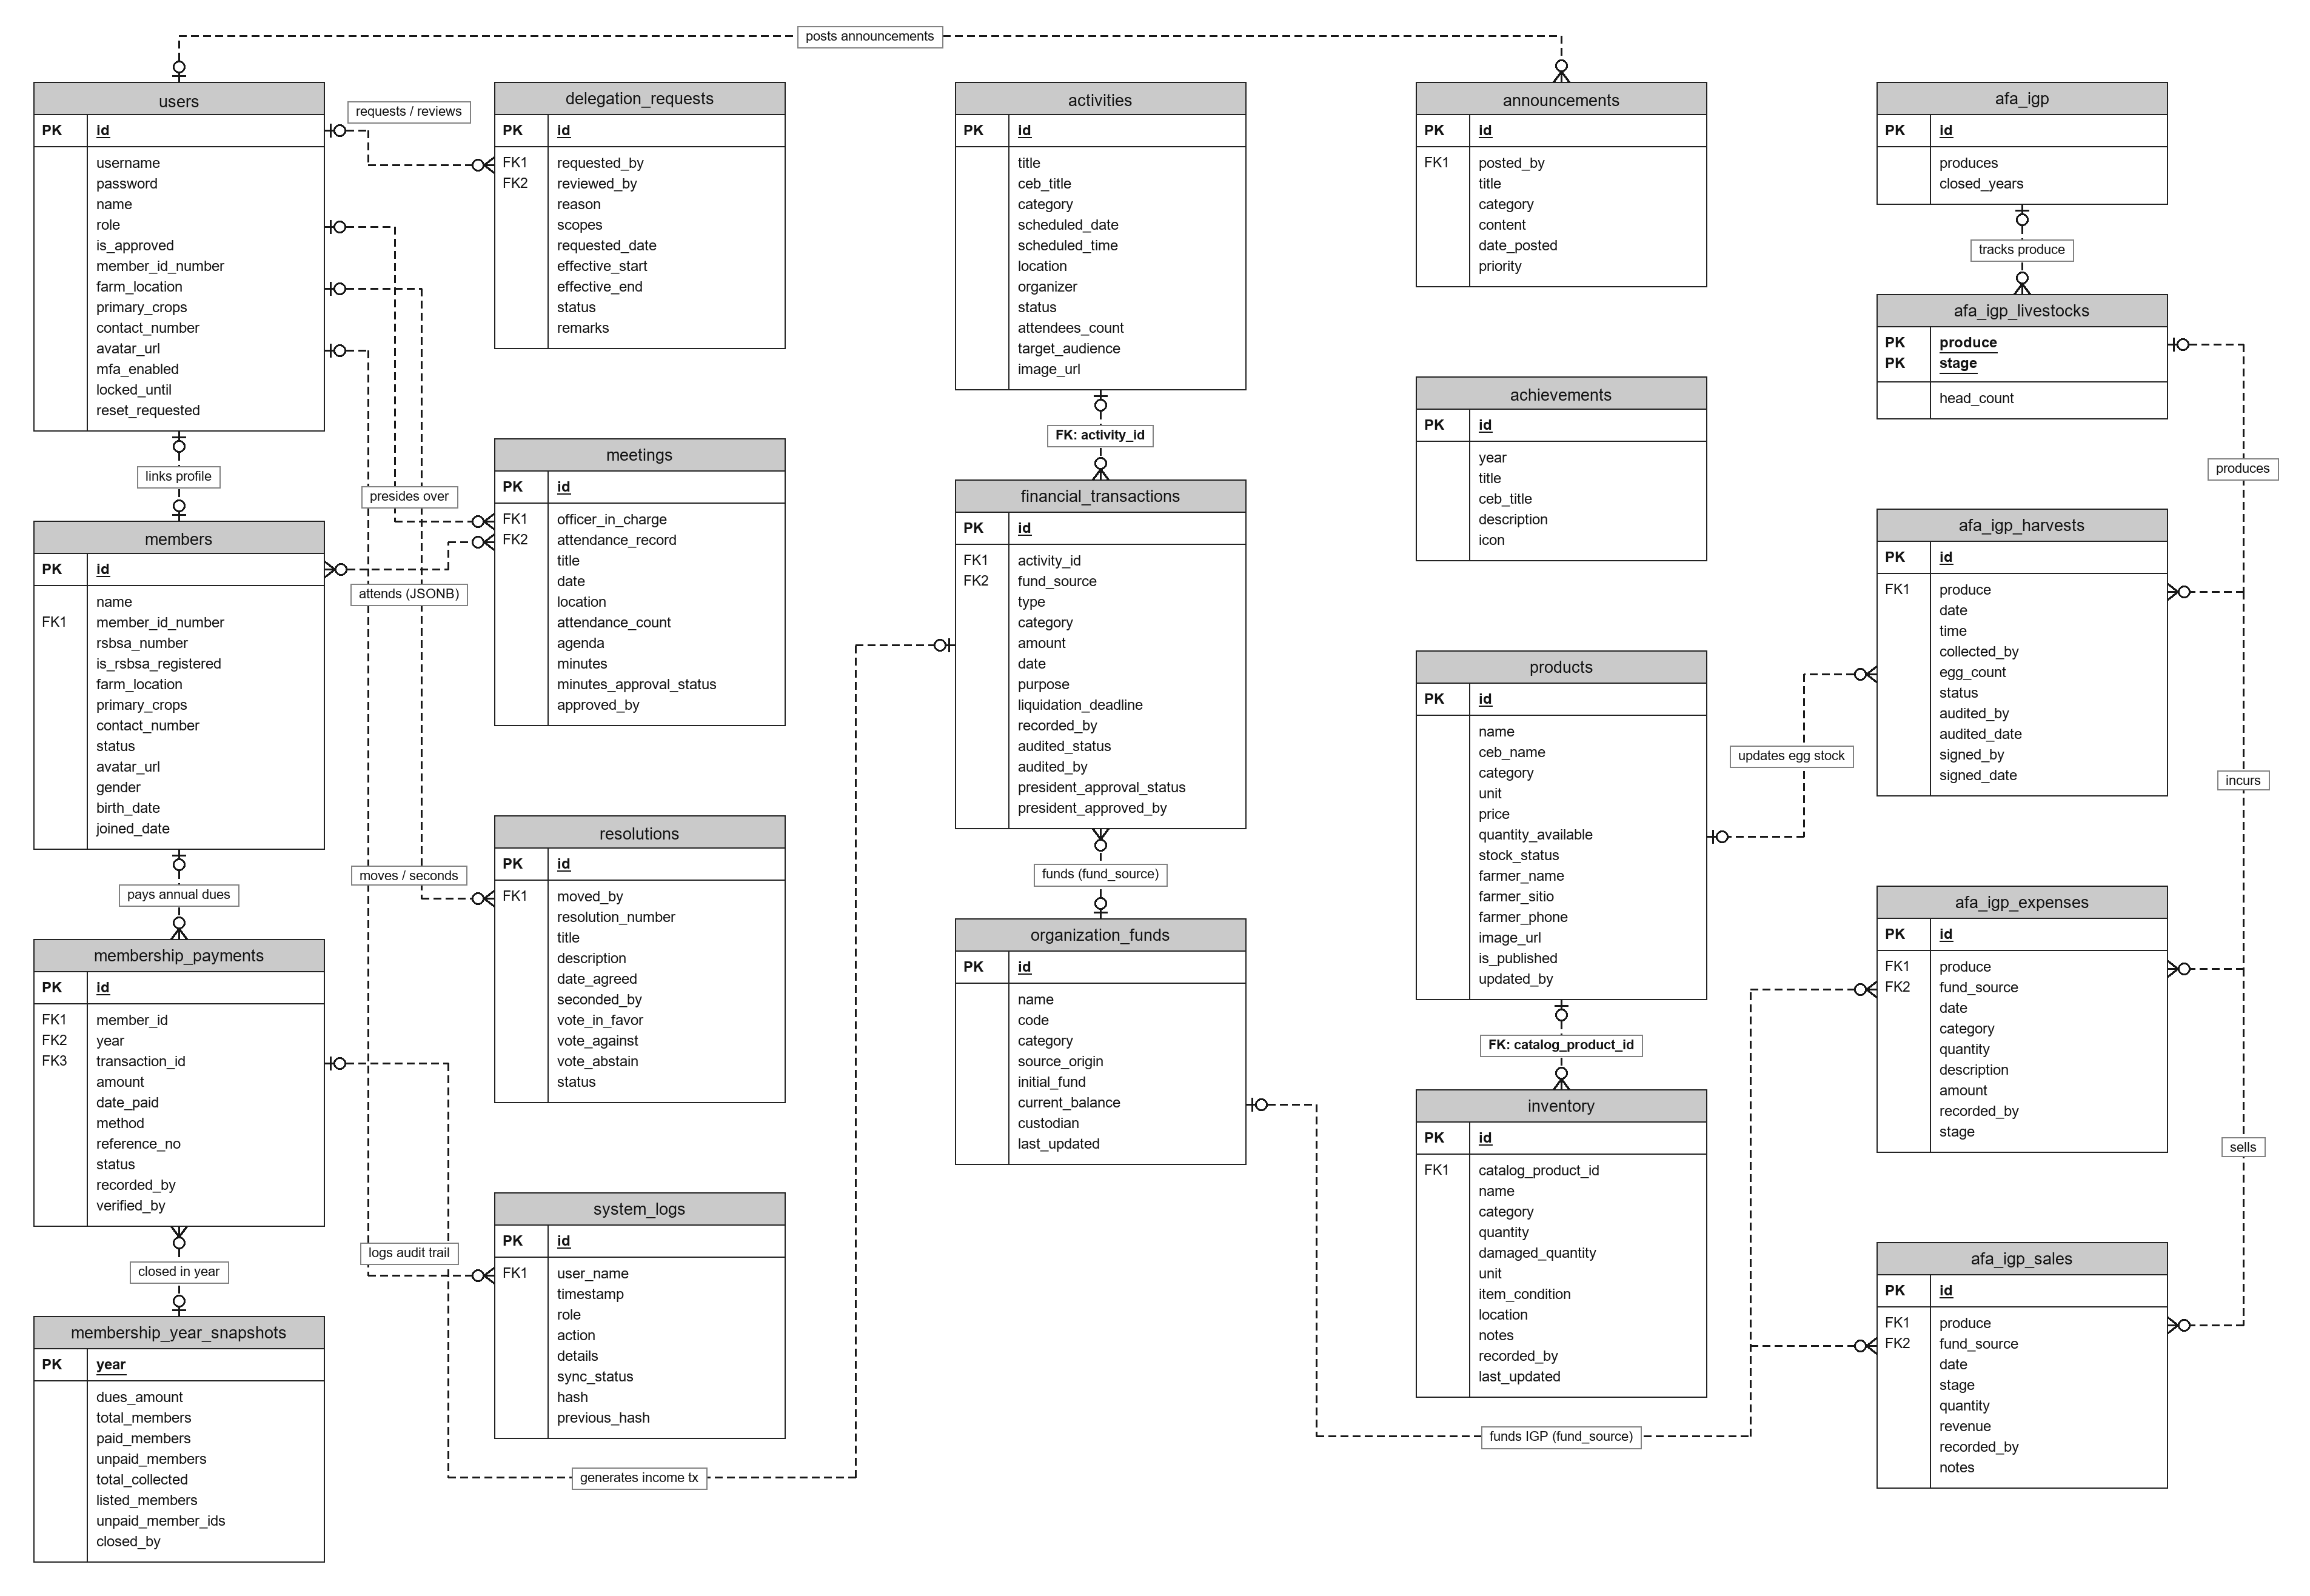 posts announcements
users
PK id
username
password
name
role
is_approved
member_id_number
farm_location
primary_crops
contact_number
avatar_url
mfa_enabled
locked_until
reset_requested
links profile
members
PK id
name
FK1 member_id_number
rsbsa_number
is_rsbsa_registered
farm_location
primary_crops
contact_number
status
avatar_url
gender
birth_date
joined_date
pays annual dues
membership_payments
PK id
FK1 member_id
FK2 year
FK3 transaction_id
amount
date_paid
method
reference_no
status
recorded_by
verified_by
closed in year
membership_year_snapshots
PK year
dues_amount
total_members
paid_members
unpaid_members
total_collected
listed_members
unpaid_member_ids
closed_by
requests / reviews
presides over
attends (JSONB)
moves / seconds
logs audit trail
generates income tx
delegation_requests
PK id
FK1 requested_by
FK2 reviewed_by
reason
scopes
requested_date
effective_start
effective_end
status
remarks
meetings
PK id
FK1 officer_in_charge
FK2 attendance_record
title
date
location
attendance_count
agenda
minutes
minutes_approval_status
approved_by
resolutions
PK id
FK1 moved_by
resolution_number
title
description
date_agreed
seconded_by
vote_in_favor
vote_against
vote_abstain
status
system_logs
PK id
FK1 user_name
timestamp
role
action
details
sync_status
hash
previous_hash
activities
PK id
title
ceb_title
category
scheduled_date
scheduled_time
location
organizer
status
attendees_count
target_audience
image_url
FK: activity_id
financial_transactions
PK id
FK1 activity_id
FK2 fund_source
type
category
amount
date
purpose
liquidation_deadline
recorded_by
audited_status
audited_by
president_approval_status
president_approved_by
funds (fund_source)
organization_funds
PK id
name
code
category
source_origin
initial_fund
current_balance
custodian
last_updated
announcements
PK id
FK1 posted_by
title
category
content
date_posted
priority
achievements
PK id
year
title
ceb_title
description
icon
products
PK id
name
ceb_name
category
unit
price
quantity_available
stock_status
farmer_name
farmer_sitio
farmer_phone
image_url
is_published
updated_by
FK: catalog_product_id
inventory
PK id
FK1 catalog_product_id
name
category
quantity
damaged_quantity
unit
item_condition
location
notes
recorded_by
last_updated
funds IGP (fund_source)
updates egg stock
afa_igp
PK id
produces
closed_years
tracks produce
afa_igp_livestocks
PK produce
PK stage
head_count
produces
afa_igp_harvests
PK id
FK1 produce
date
time
collected_by
egg_count
status
audited_by
audited_date
signed_by
signed_date
incurs
afa_igp_expenses
PK id
FK1 produce
FK2 fund_source
date
category
quantity
description
amount
recorded_by
stage
sells
afa_igp_sales
PK id
FK1 produce
FK2 fund_source
date
stage
quantity
revenue
recorded_by
notes